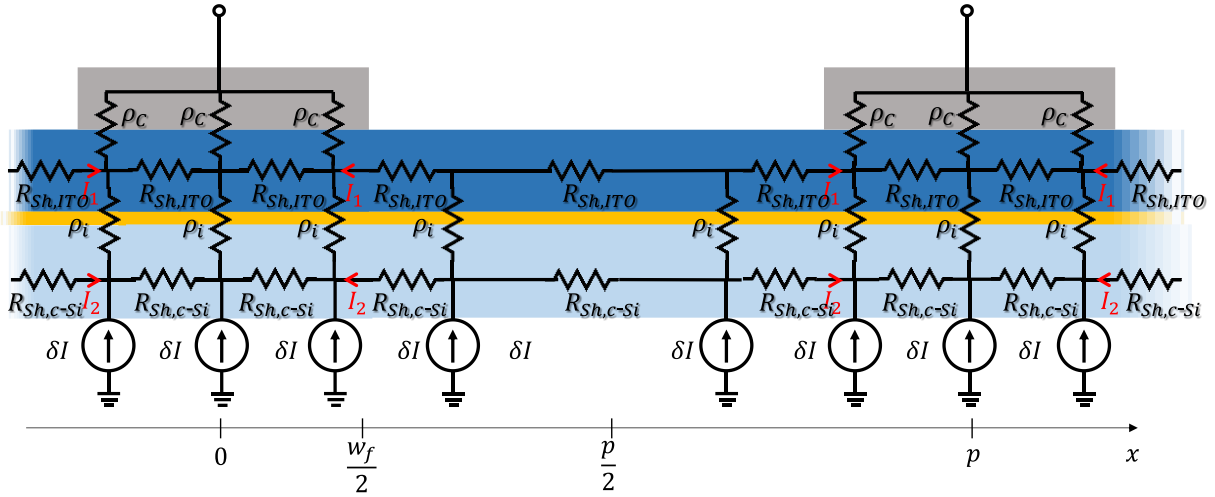 ρC ρC ρC ρC ρC ρC
RSh,ITO I1 RSh,ITO RSh,ITO I1 RSh,ITO RSh,ITO RSh,ITO I1 RSh,ITO RSh,ITO I1 RSh,ITO
ρi ρi ρi ρi ρi ρi ρi ρi
RSh,c-Si I2 RSh,c-Si RSh,c-Si I2 RSh,c-Si RSh,c-Si RSh,c-Si I2 RSh,c-Si RSh,c-Si I2 RSh,c-Si
δI δI δI δI δI δI δI δI
0 wf/2 p/2 p x